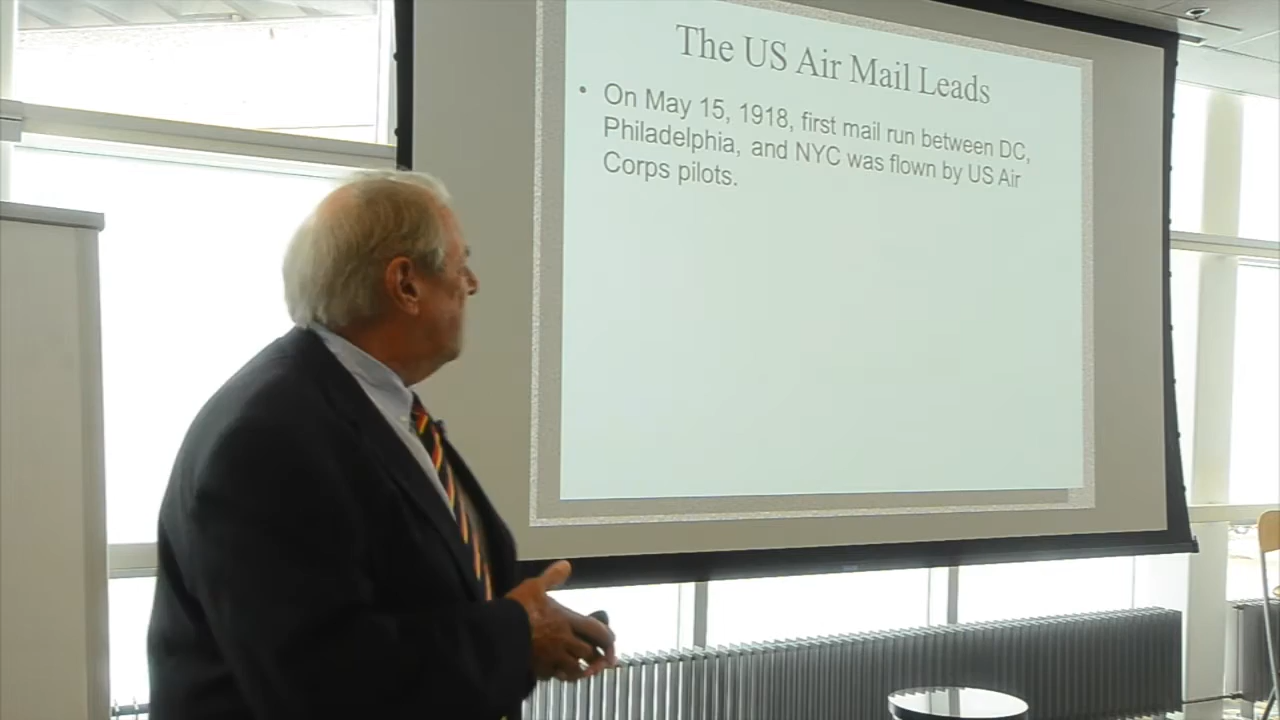 The US Air Mail Leads
• On May 15, 1918, first mail run between DC,
Philadelphia, and NYC was flown by US Air
Corps pilots.